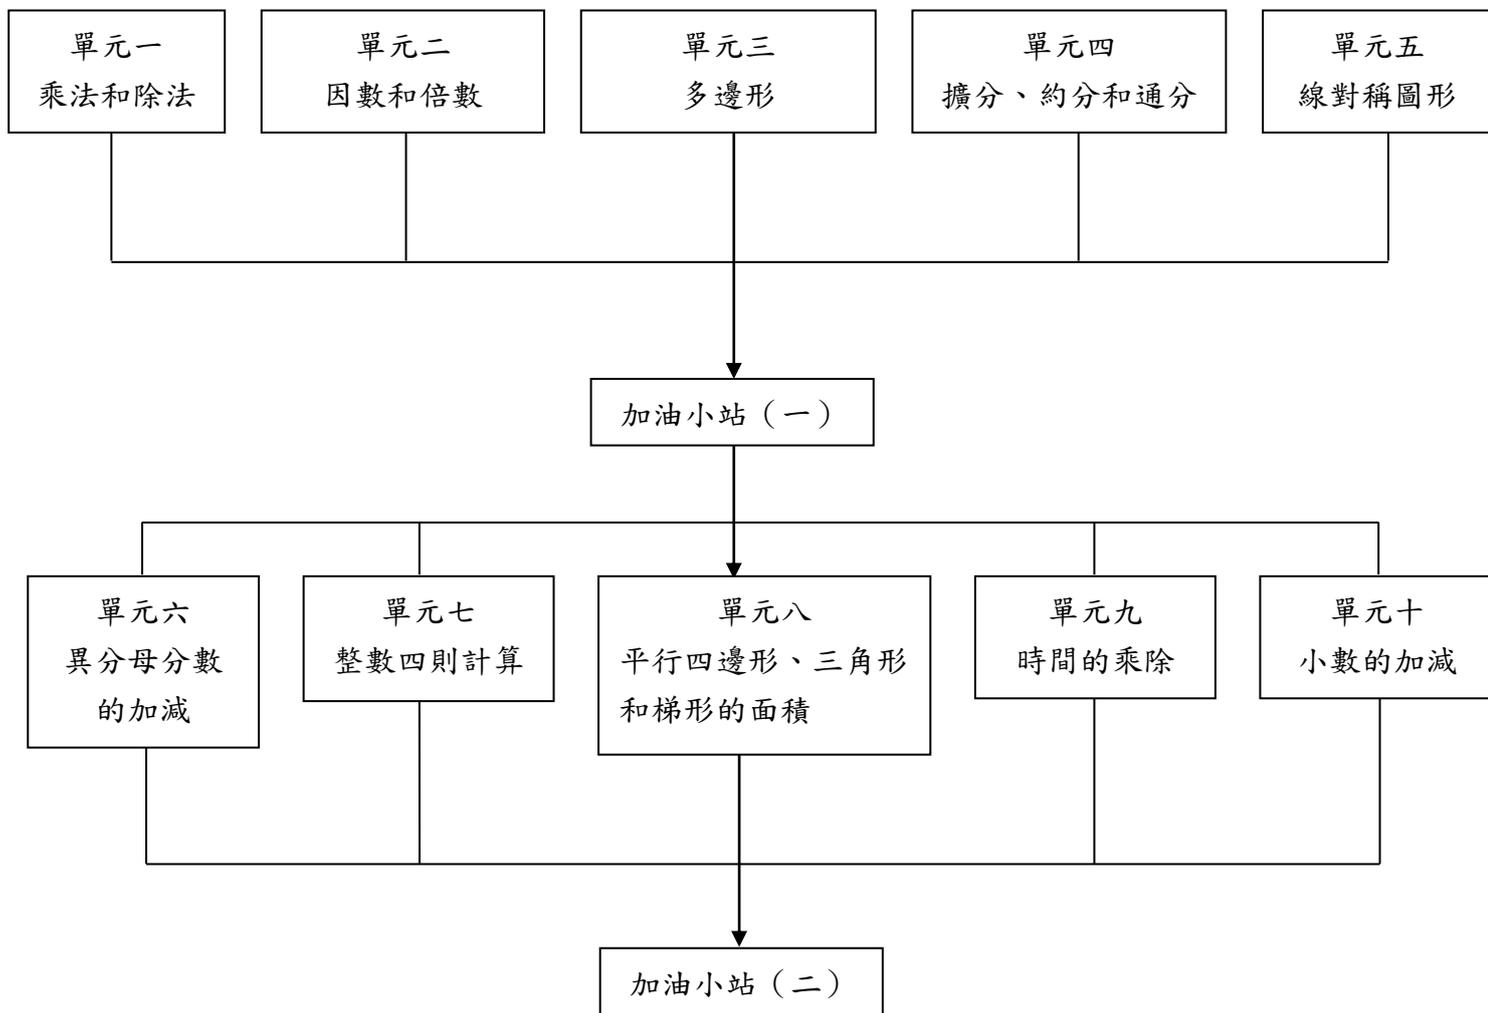 單元一
乘法和除法
單元二
因數和倍數
單元三
多邊形
單元四
擴分、約分和通分
單元五
線對稱圖形
加油小站（一）
單元六
異分母分數
的加減
單元七
整數四則計算
單元八
平行四邊形、三角形
和梯形的面積
單元九
時間的乘除
單元十
小數的加減
加油小站（二）